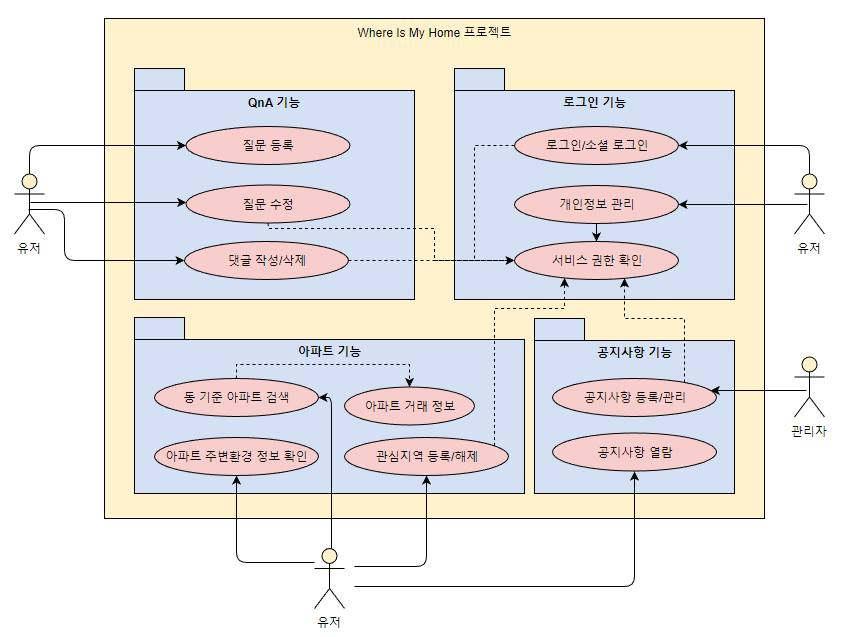 Where Is My Home 프로젝트
QnA 기능
질문 등록
질문 수정
댓글 작성/삭제
로그인 기능
로그인/소셜 로그인
개인정보 관리
서비스 권한 확인
유저
유저
아파트 기능
동 기준 아파트 검색
아파트 거래 정보
아파트 주변환경 정보 확인
관심지역 등록/해제
공지사항 기능
공지사항 등록/관리
공지사항 열람
관리자
유저